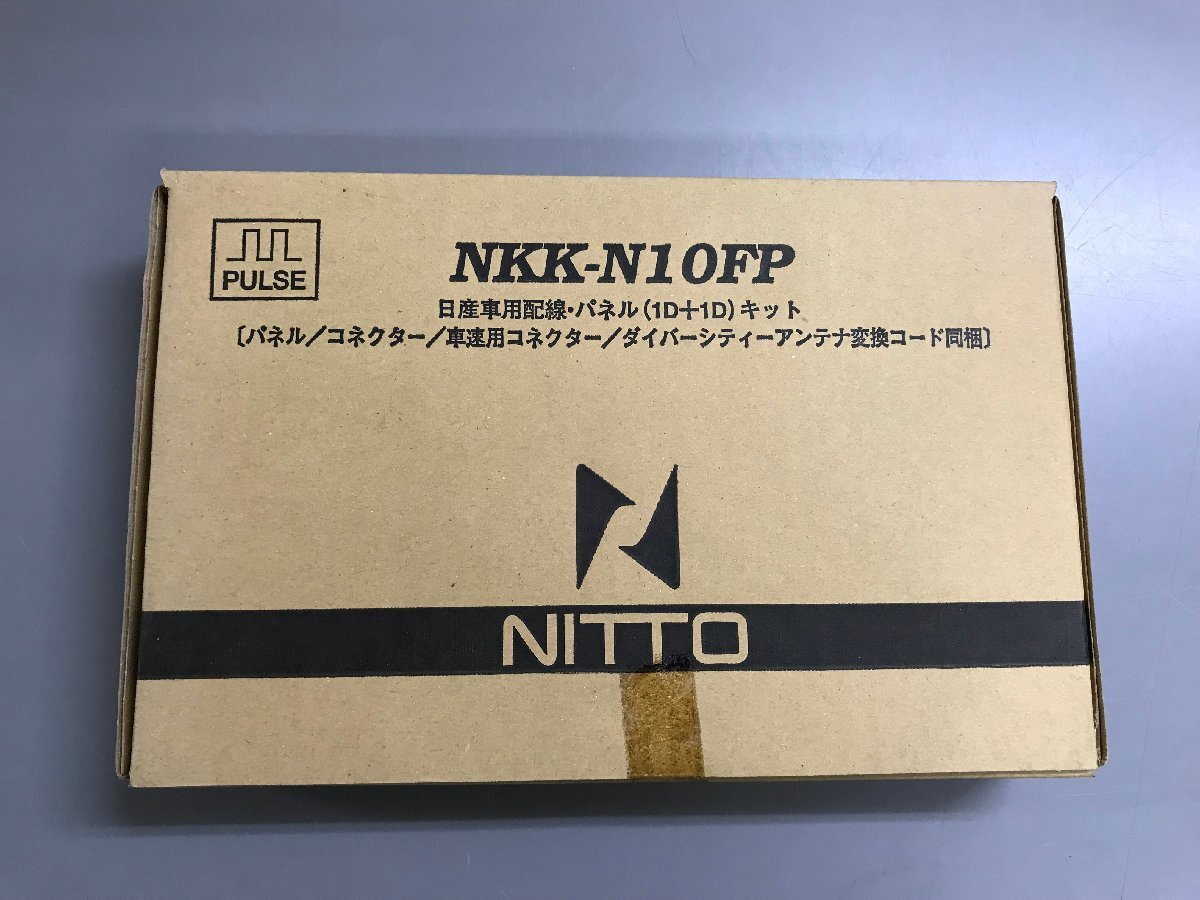 PULSE
NKK-N10FP
日産車用配線・パネル(1D+1D)キット
〔パネル／コネクター／車速用コネクター／ダイバーシティーアンテナ変換コード同梱〕
NITTO